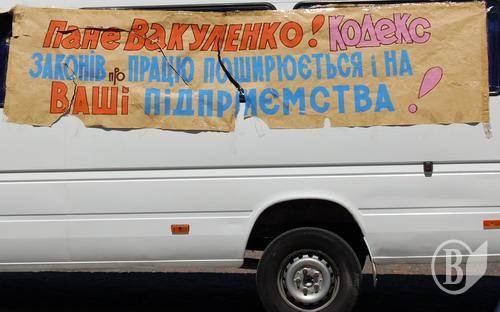 Пане Вакуленко! Кодекс
законів про працю поширюється і на
Ваші підприємства!
В